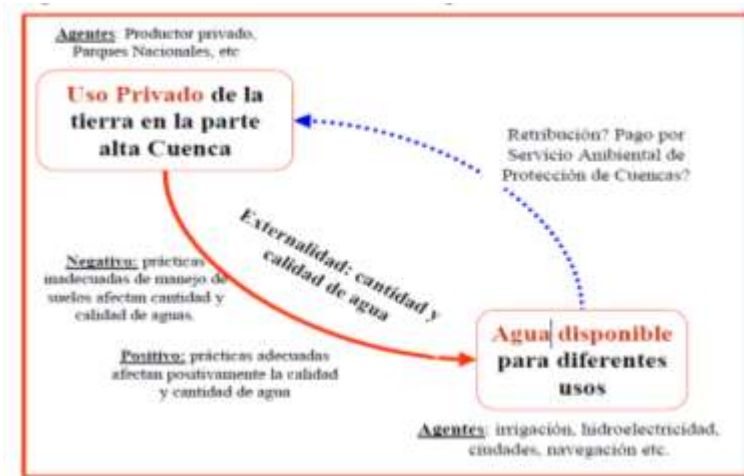 Agentes: Productor privado,
Parques Nacionales, etc
Uso Privado de la
tierra en la parte
alta Cuenca
Retribución? Pago por
Servicio Ambiental de
Protección de Cuencas?
Externalidad: cantidad y
calidad de agua
Negativo: prácticas
inadecuadas de manejo de
suelos afectan cantidad y
calidad de aguas.
Positivo: prácticas adecuadas
afectan positivamente la calidad
y cantidad de agua
Agua disponible
para diferentes
usos
Agentes: irrigación, hidroelectricidad,
ciudades, navegación etc.